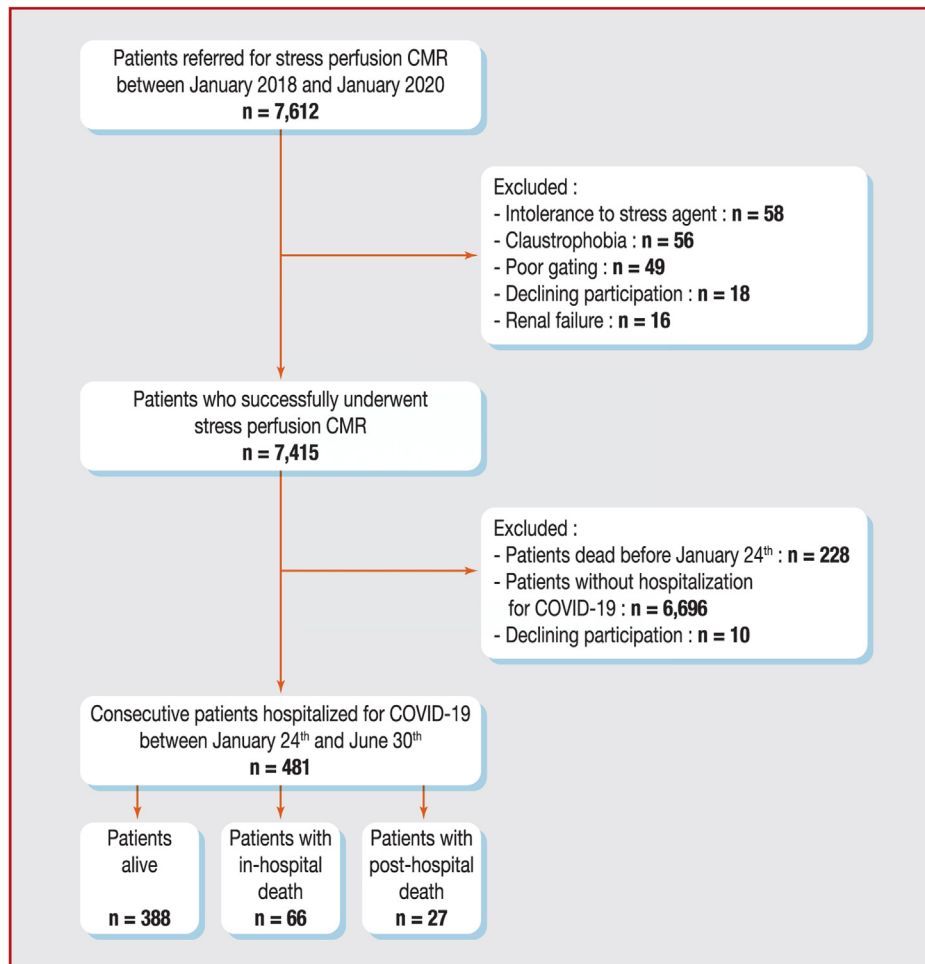 Patients referred for stress perfusion CMR
between January 2018 and January 2020
n = 7,612
Excluded :
- Intolerance to stress agent : n = 58
- Claustrophobia : n = 56
- Poor gating : n = 49
- Declining participation : n = 18
- Renal failure : n = 16
Patients who successfully underwent
stress perfusion CMR
n = 7,415
Excluded :
- Patients dead before January 24th : n = 228
- Patients without hospitalization
for COVID-19 : n = 6,696
- Declining participation : n = 10
Consecutive patients hospitalized for COVID-19
between January 24th and June 30th
n = 481
Patients
alive
n = 388
Patients with
in-hospital
death
n = 66
Patients with
post-hospital
death
n = 27